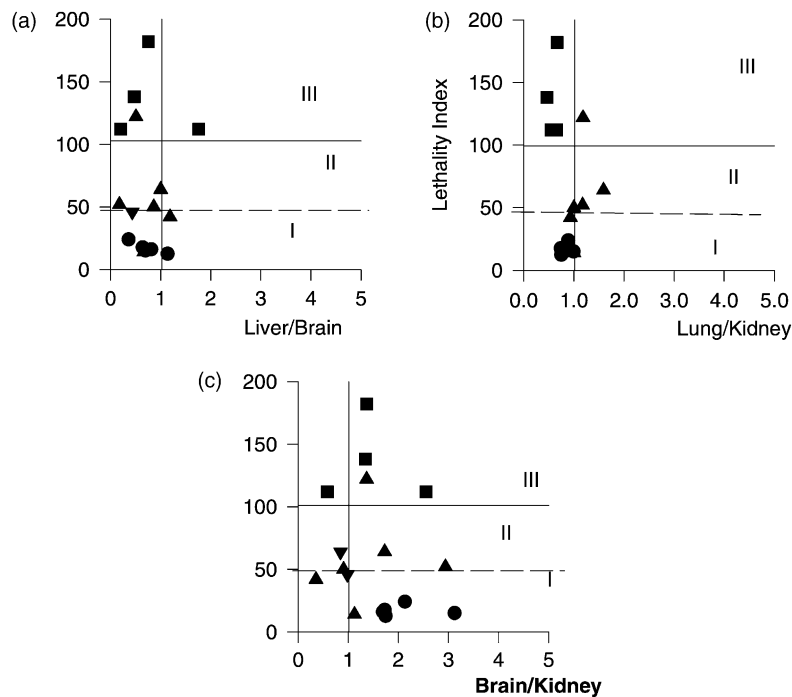 (a)
200
150
100
50
0
III
II
I
0 1 2 3 4 5
Liver/Brain
(b)
Lethality Index
200
150
100
50
0
III
II
I
0.0 1.0 2.0 1.0 4.0 5.0
Lung/Kidney
(c)
200
150
100
50
0
III
II
I
0 1 2 3 4 5
Brain/Kidney